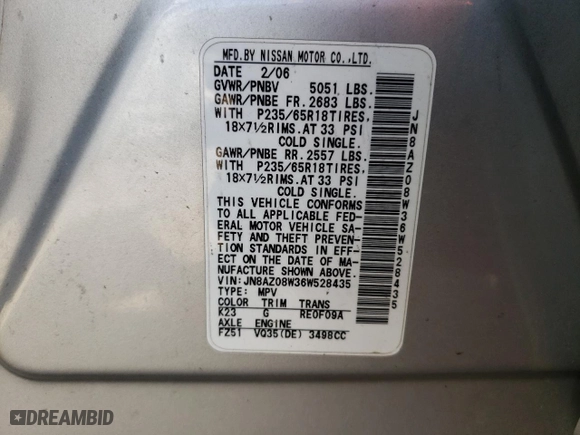 MFD.BY NISSAN MOTOR CO.,LTD.
DATE 2/06
GVWR/PNBV 5051 LBS.
GAWR/PNBE FR. 2683 LBS.
WITH P235/65R18TIRES,
18X7½RIMS.AT 33 PSI
COLD SINGLE.
GAWR/PNBE RR. 2557 LBS.
WITH P235/65R18TIRES,
18X7½RIMS.AT 33 PSI
COLD SINGLE.
THIS VEHICLE CONFORMS
TO ALL APPLICABLE FED-
ERAL MOTOR VEHICLE SA-
FETY AND THEFT PREVEN-
TION STANDARDS IN EFF-
ECT ON THE DATE OF MA-
NUFACTURE SHOWN ABOVE.
VIN:JN8AZ08W36W528435
TYPE: MPV
COLOR TRIM TRANS
K23 G RE0F09A
AXLE ENGINE
FZ51 VQ35(DE) 3498CC
JN8AZ08W36W528435
DREAMBID